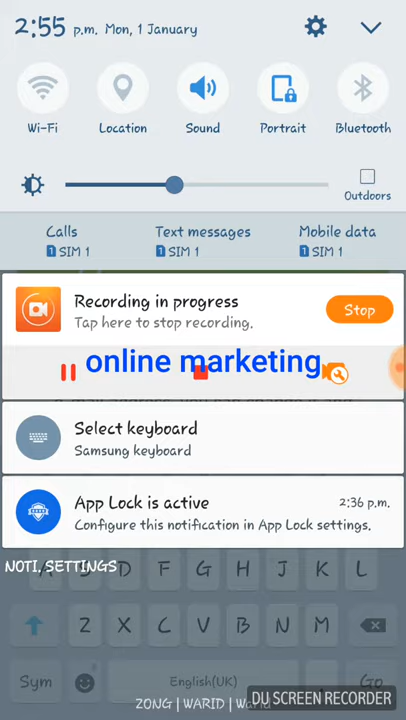 2:55 p.m. Mon, 1 January
Wi-Fi Location Sound Portrait Bluetooth
Outdoors
Calls Text messages Mobile data
1 SIM 1 1 SIM 1 1 SIM 1
Recording in progress
Stop
Tap here to stop recording.
online marketing
Select keyboard
Samsung keyboard
App Lock is active 2:36 p.m.
Configure this notification in App Lock settings.
NOTI. SETTINGS
A D F G H J K L
Z X C V B N M
Sym English(UK) Go
ZONG | WARID | Warid
DU SCREEN RECORDER